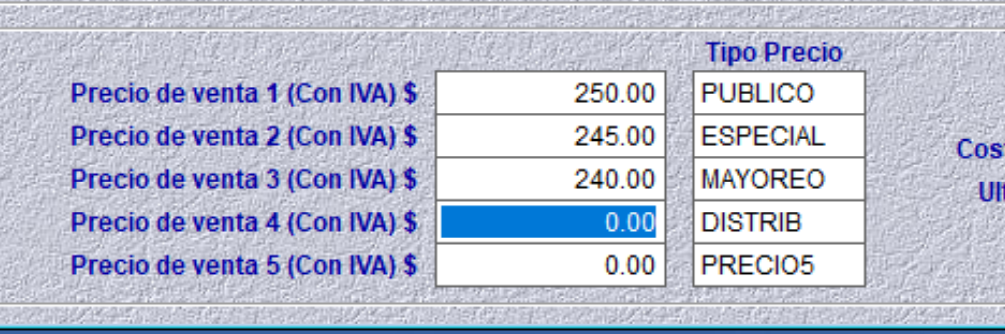 Tipo Precio
Precio de venta 1 (Con IVA) $ 250.00 PUBLICO
Precio de venta 2 (Con IVA) $ 245.00 ESPECIAL
Cos
Precio de venta 3 (Con IVA) $ 240.00 MAYOREO
Ult
Precio de venta 4 (Con IVA) $ 0.00 DISTRIB
Precio de venta 5 (Con IVA) $ 0.00 PRECIO5